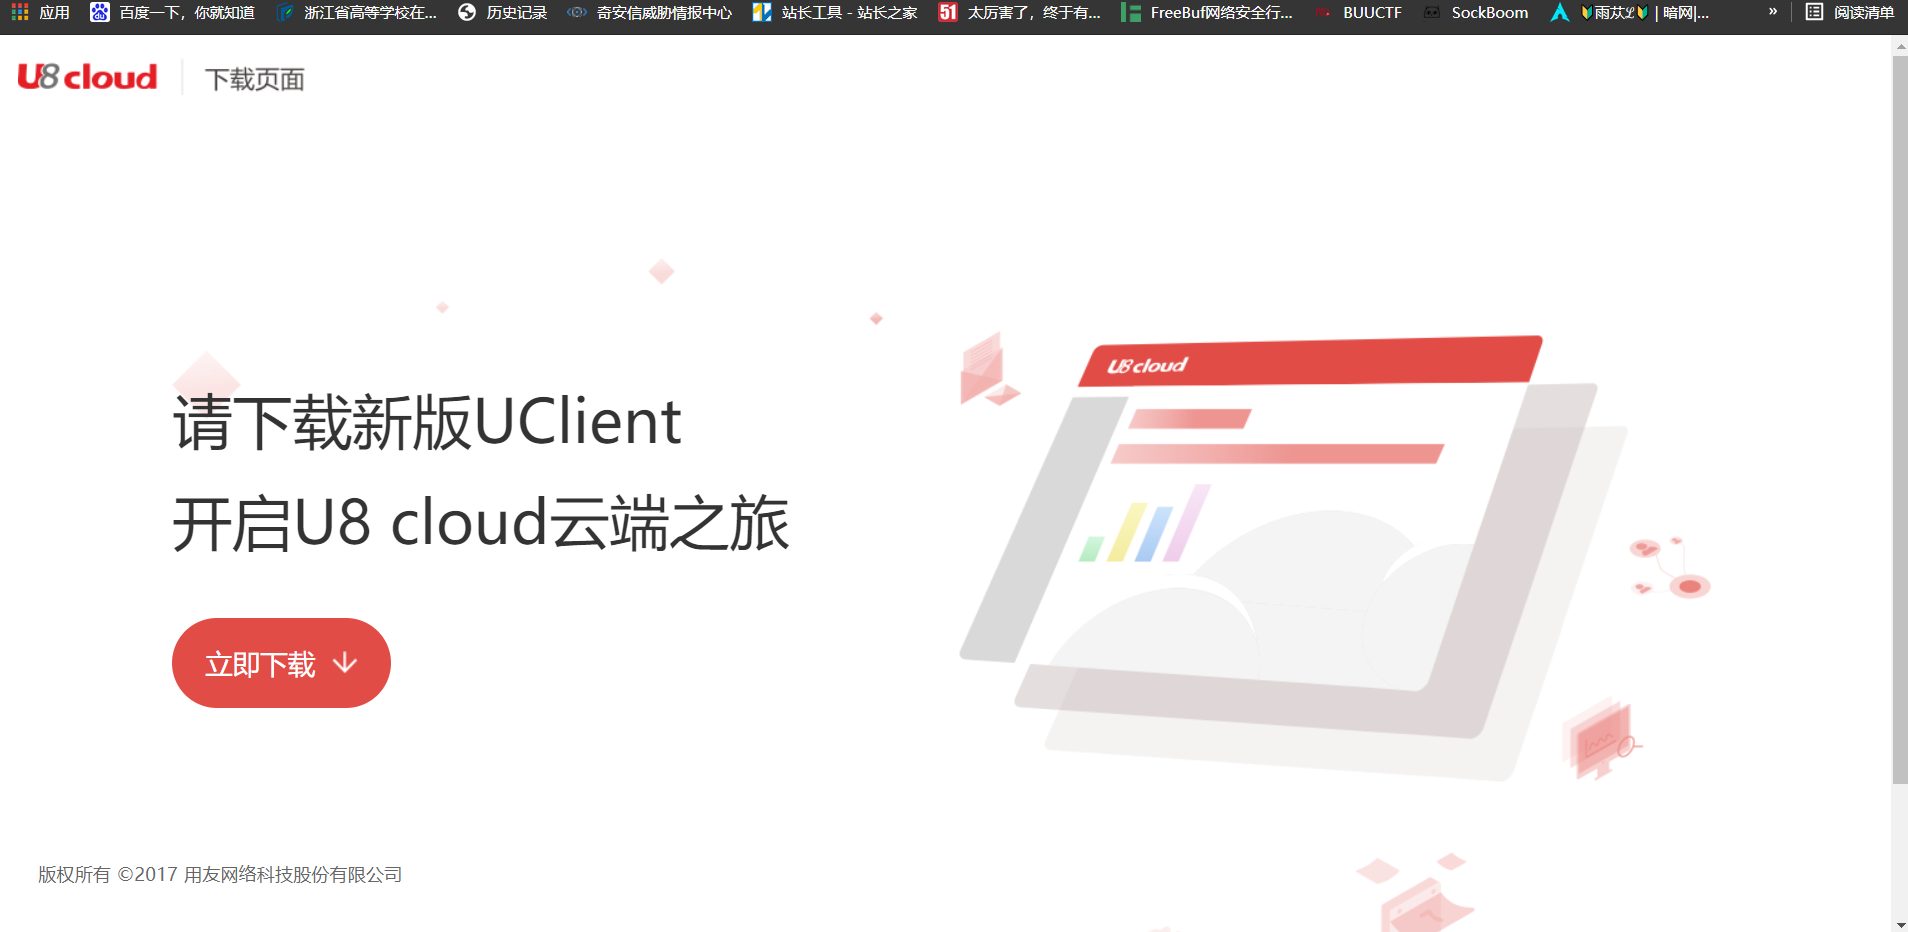 应用 百度一下，你就知道 浙江省高等学校在... 历史记录 奇安信威胁情报中心 站长工具 - 站长之家 51 太厉害了，终于有... FreeBuf网络安全行... BUUCTF SockBoom 雨苁ℒ | 暗网|... » 阅读清单
U8 cloud 下载页面
U8 cloud
请下载新版UClient
开启U8 cloud云端之旅
立即下载
版权所有 ©2017 用友网络科技股份有限公司